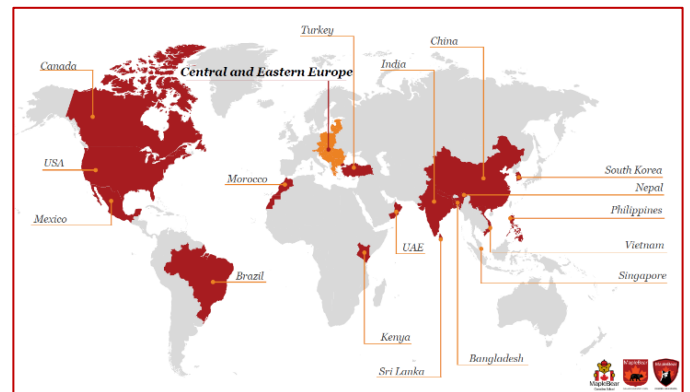 Turkey
China
Canada
India
Central and Eastern Europe
USA
Morocco
South Korea
Nepal
Mexico
Philippines
UAE
Vietnam
Brazil
Singapore
Kenya
Bangladesh
Sri Lanka
MapleBear